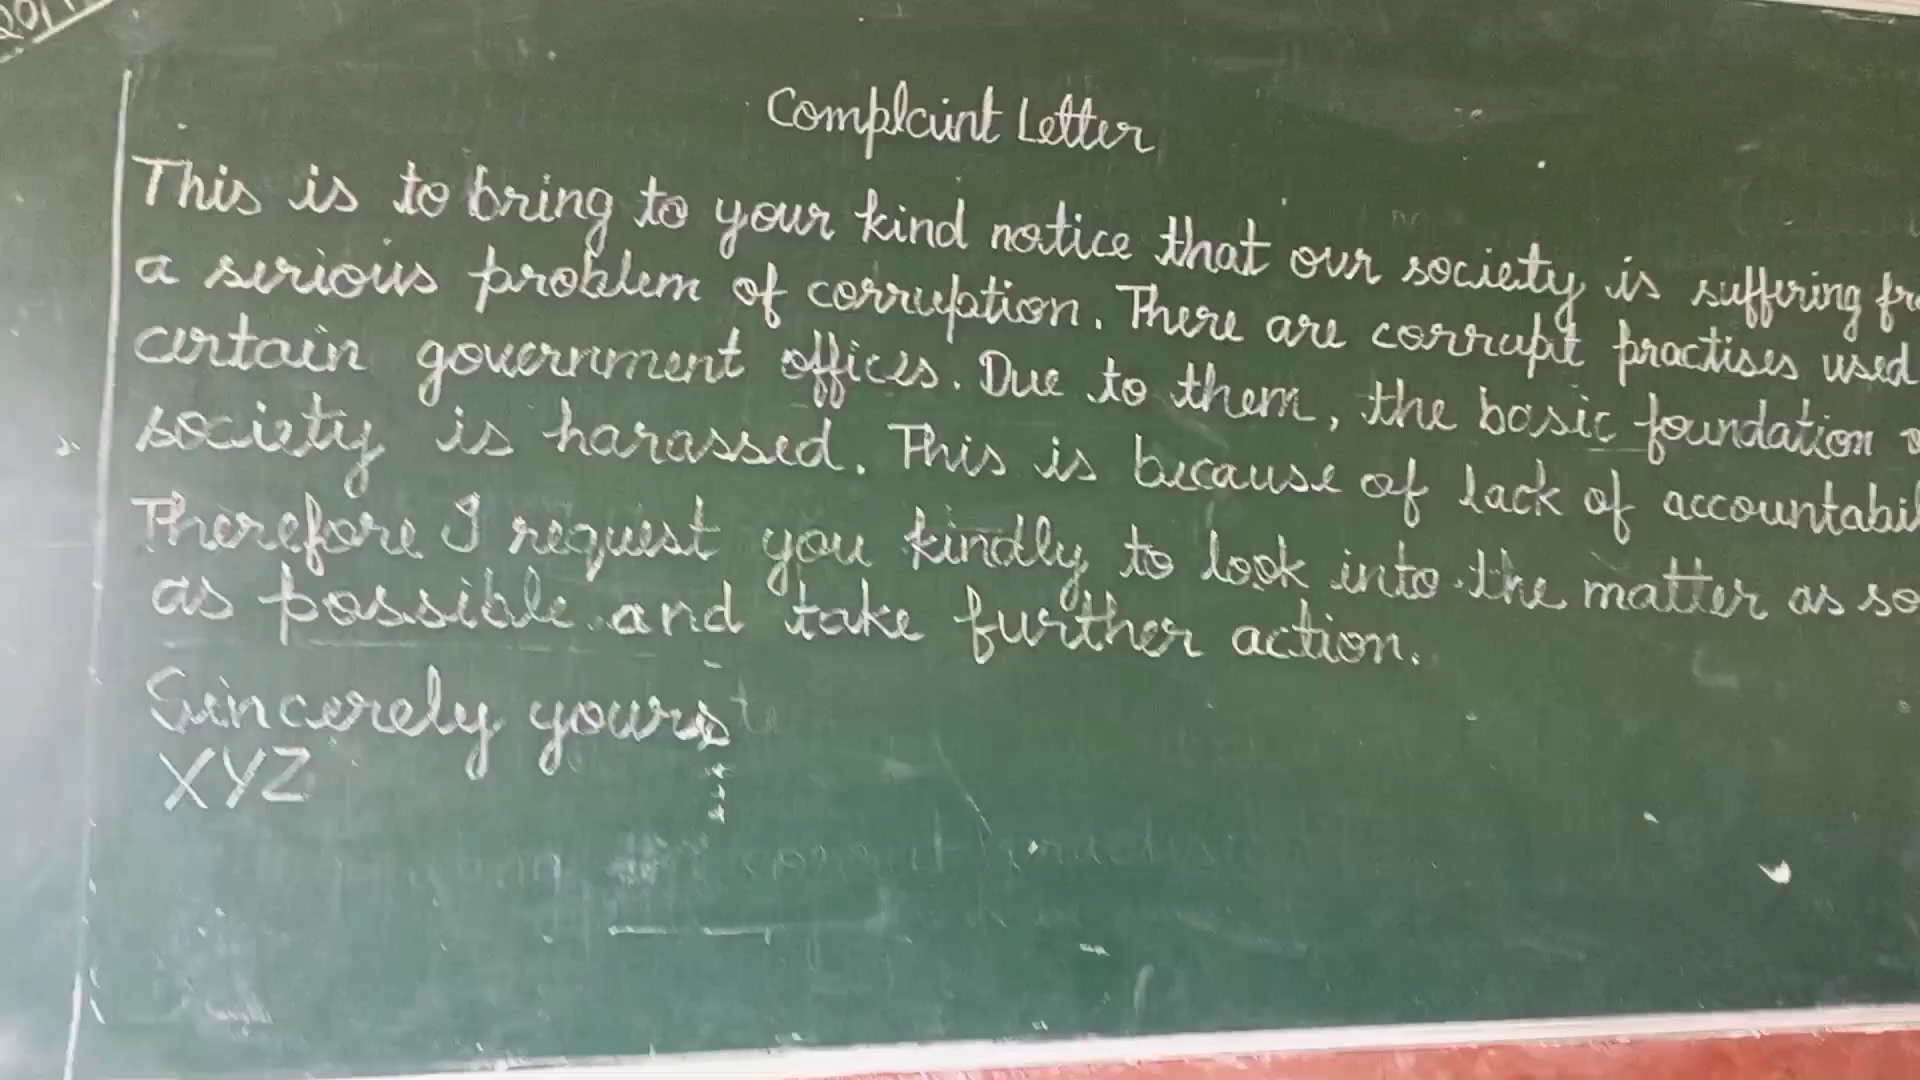 Complaint Letter
This is to bring to your kind notice that our society is suffering fr
a serious problem of corruption. There are corrupt practises used
certain government offices. Due to them, the basic foundation
society is harassed. This is because of lack of accountabil
Therefore I request you kindly to look into the matter as so
as possible and take further action.
Sincerely yours
XYZ